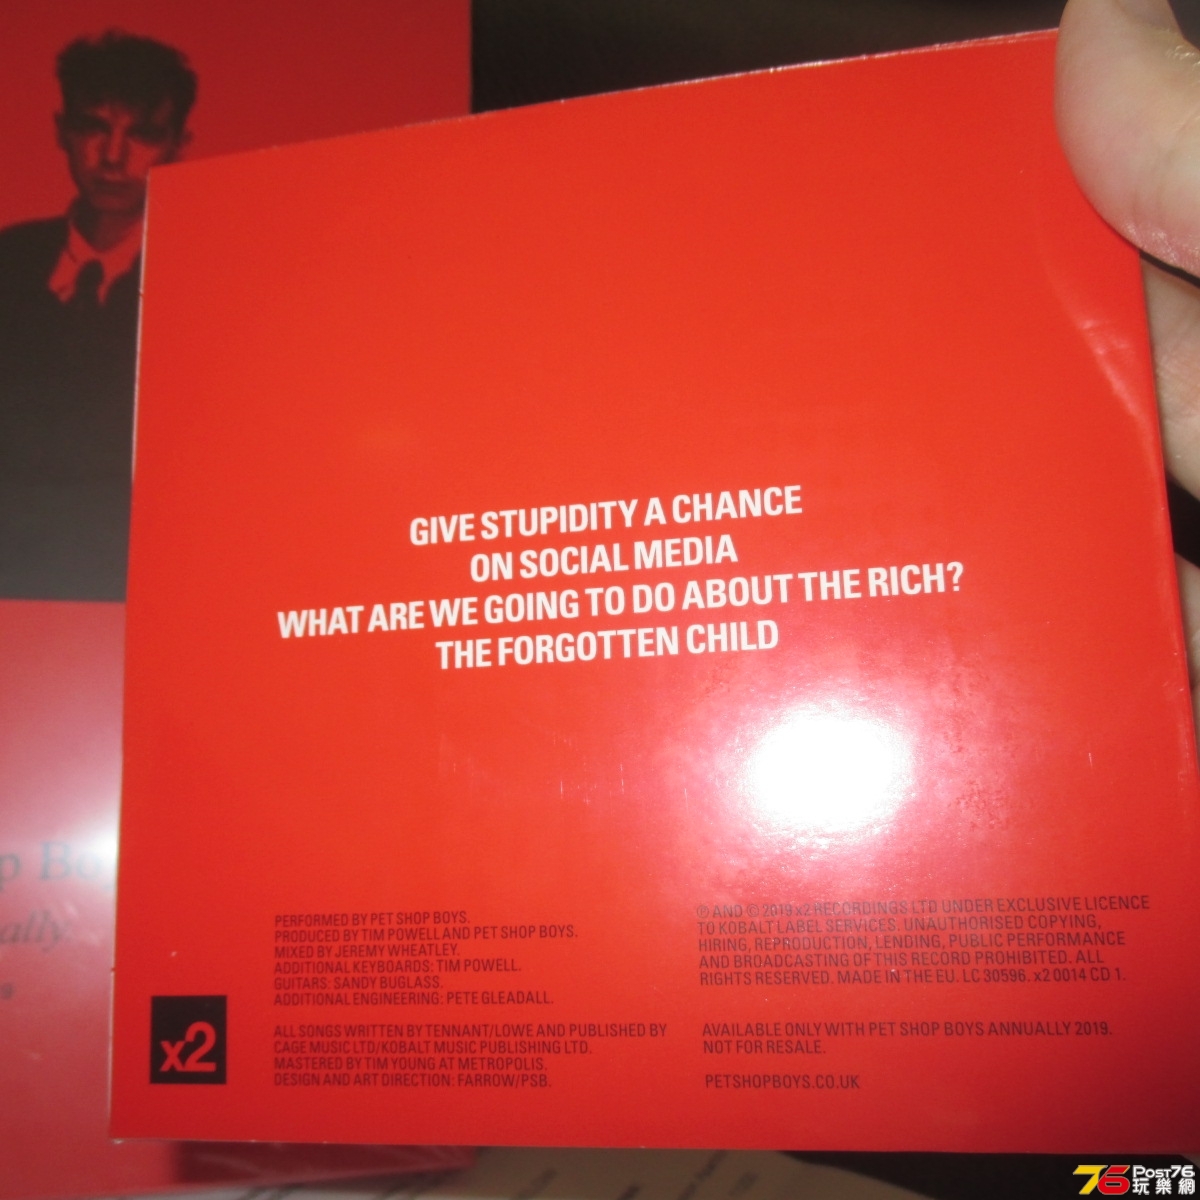 GIVE STUPIDITY A CHANCE
ON SOCIAL MEDIA
WHAT ARE WE GOING TO DO ABOUT THE RICH?
THE FORGOTTEN CHILD
PERFORMED BY PET SHOP BOYS.
PRODUCED BY TIM POWELL AND PET SHOP BOYS.
MIXED BY JEREMY WHEATLEY.
ADDITIONAL KEYBOARDS: TIM POWELL.
GUITARS: SANDY BUGLASS.
ADDITIONAL ENGINEERING: PETE GLEADALL.
ALL SONGS WRITTEN BY TENNANT/LOWE AND PUBLISHED BY
CAGE MUSIC LTD/KOBALT MUSIC PUBLISHING LTD.
MASTERED BY TIM YOUNG AT METROPOLIS.
DESIGN AND ART DIRECTION: FARROW/PSB.
℗ AND © 2019 x2 RECORDINGS LTD UNDER EXCLUSIVE LICENCE
TO KOBALT LABEL SERVICES. UNAUTHORISED COPYING,
HIRING, REPRODUCTION, LENDING, PUBLIC PERFORMANCE
AND BROADCASTING OF THIS RECORD PROHIBITED. ALL
RIGHTS RESERVED. MADE IN THE EU. LC 30596. x2 0014 CD 1.
AVAILABLE ONLY WITH PET SHOP BOYS ANNUALLY 2019.
NOT FOR RESALE.
PETSHOPBOYS.CO.UK
x2
p Bo
ally
9
76 Post76
玩樂網